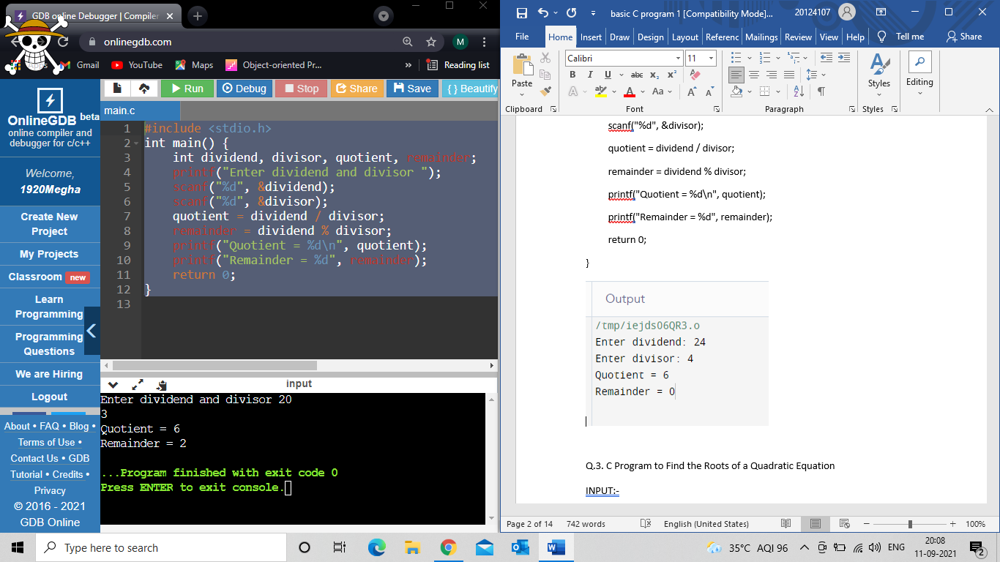 GDB online Debugger | Compiler
onlinegdb.com
M
Gmail
YouTube
Maps
Object-oriented Pr...
»
Reading list
OnlineGDB beta
online compiler and
debugger for c/c++
Welcome,
1920Megha
Create New
Project
My Projects
Classroom new
Learn
Programming
Programming
Questions
We are Hiring
Logout
About • FAQ • Blog •
Terms of Use •
Contact Us • GDB
Tutorial • Credits •
Privacy
© 2016 - 2021
GDB Online
Run
Debug
Stop
Share
Save
{ } Beautify
main.c
1 #include <stdio.h>
2 int main() {
3 int dividend, divisor, quotient, remainder;
4 printf("Enter dividend and divisor ");
5 scanf("%d", &dividend);
6 scanf("%d", &divisor);
7 quotient = dividend / divisor;
8 remainder = dividend % divisor;
9 printf("Quotient = %d\n", quotient);
10 printf("Remainder = %d", remainder);
11 return 0;
12 }
13
input
Enter dividend and divisor 20
3
Quotient = 6
Remainder = 2
...Program finished with exit code 0
Press ENTER to exit console.
basic C program 1 [Compatibility Mode]...
20124107
File Home Insert Draw Design Layout Referenc Mailings Review View Help Tell me Share
Paste
Clipboard
Calibri
11
B I U abc x₂ x²
A ab A Aa A A
Font
Paragraph
Styles
Styles
Editing
scanf("%d", &divisor);
quotient = dividend / divisor;
remainder = dividend % divisor;
printf("Quotient = %d\n", quotient);
printf("Remainder = %d", remainder);
return 0;
}
Output
/tmp/iejdsO6QR3.o
Enter dividend: 24
Enter divisor: 4
Quotient = 6
Remainder = 0
Q.3. C Program to Find the Roots of a Quadratic Equation
INPUT:-
Page 2 of 14
742 words
English (United States)
100%
Type here to search
35°C AQI 96
ENG
20:08
11-09-2021
2